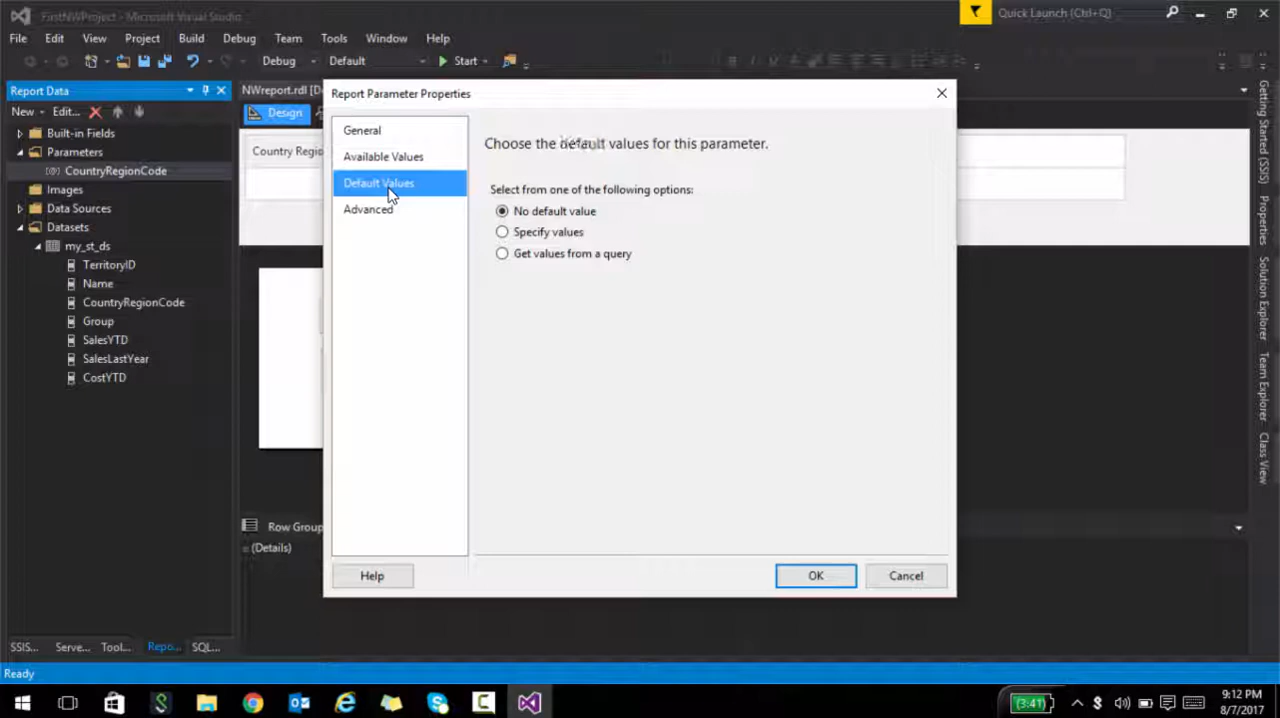 FirstNWProject - Microsoft Visual Studio
Quick Launch (Ctrl+Q)
File Edit View Project Build Debug Team Tools Window Help
Debug Default Start
Report Data
New Edit...
Built-in Fields
Parameters
CountryRegionCode
Images
Data Sources
Datasets
my_st_ds
TerritoryID
Name
CountryRegionCode
Group
SalesYTD
SalesLastYear
CostYTD
SSIS... Serve... Tool... Repo... SQL...
NWreport.rdl [De
Design
Country Regio
Row Group
(Details)
Report Parameter Properties
General
Available Values
Default Values
Advanced
Choose the default values for this parameter.
Select from one of the following options:
No default value
Specify values
Get values from a query
Help
OK
Cancel
Getting Started (SSIS)
Properties
Solution Explorer
Team Explorer
Class View
Ready
(3:41)
9:12 PM
8/7/2017